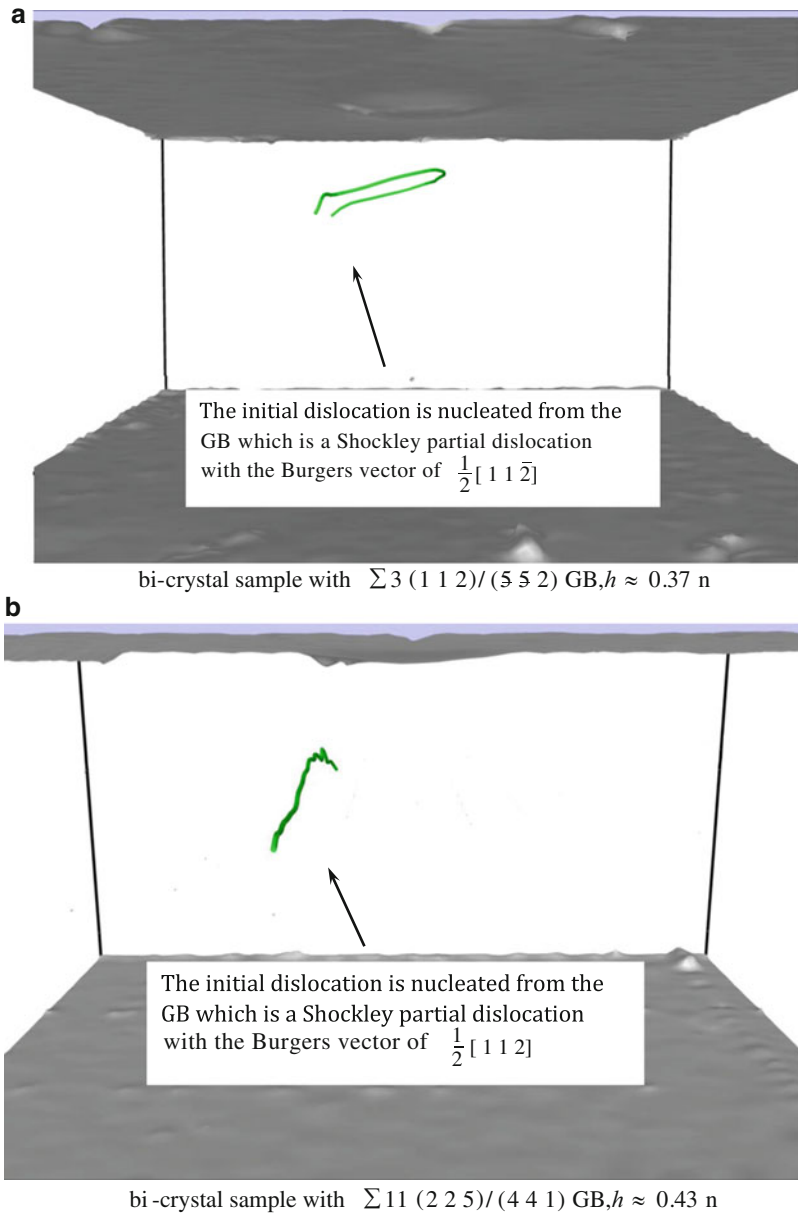 a
The initial dislocation is nucleated from the
GB which is a Shockley partial dislocation
with the Burgers vector of 1/2 [ 1 1 2̅]
bi-crystal sample with ∑ 3 (1 1 2)/ (5̅ 5̅ 2) GB,h ≈ 0.37 n
b
The initial dislocation is nucleated from the
GB which is a Shockley partial dislocation
with the Burgers vector of 1/2 [ 1 1 2]
bi-crystal sample with ∑ 11 (2 2 5)/ (4 4 1) GB,h ≈ 0.43 n